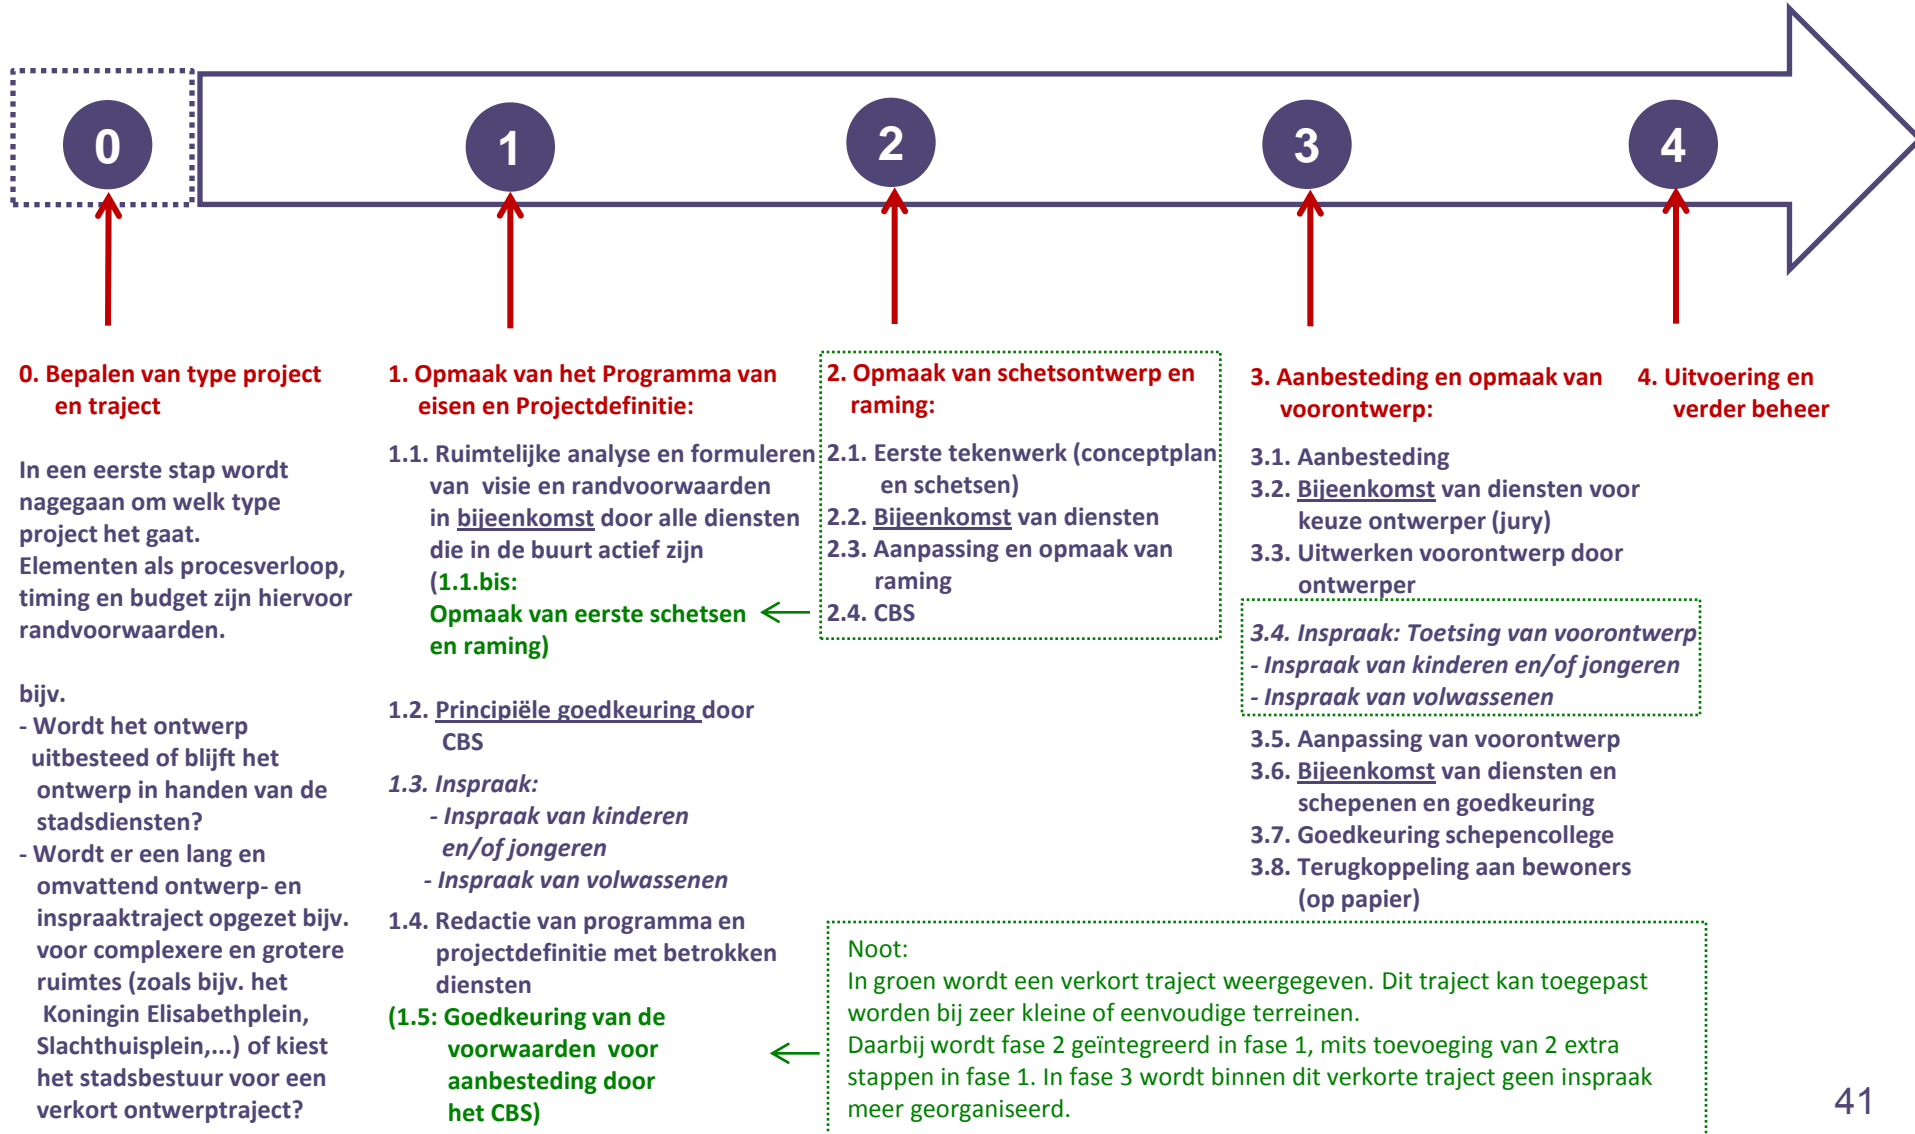 0
1
2
3
4
0. Bepalen van type project
en traject
In een eerste stap wordt
nagegaan om welk type
project het gaat.
Elementen als procesverloop,
timing en budget zijn hiervoor
randvoorwaarden.
bijv.
- Wordt het ontwerp
uitbesteed of blijft het
ontwerp in handen van de
stadsdiensten?
- Wordt er een lang en
omvattend ontwerp- en
inspraaktraject opgezet bijv.
voor complexere en grotere
ruimtes (zoals bijv. het
Koningin Elisabethplein,
Slachthuisplein,...) of kiest
het stadsbestuur voor een
verkort ontwerptraject?
1. Opmaak van het Programma van
eisen en Projectdefinitie:
1.1. Ruimtelijke analyse en formuleren
van visie en randvoorwaarden
in bijeenkomst door alle diensten
die in de buurt actief zijn
(1.1.bis:
Opmaak van eerste schetsen
en raming)
1.2. Principiële goedkeuring door
CBS
1.3. Inspraak:
- Inspraak van kinderen
en/of jongeren
- Inspraak van volwassenen
1.4. Redactie van programma en
projectdefinitie met betrokken
diensten
(1.5: Goedkeuring van de
voorwaarden voor
aanbesteding door
het CBS)
2. Opmaak van schetsontwerp en
raming:
2.1. Eerste tekenwerk (conceptplan
en schetsen)
2.2. Bijeenkomst van diensten
2.3. Aanpassing en opmaak van
raming
2.4. CBS
3. Aanbesteding en opmaak van
voorontwerp:
3.1. Aanbesteding
3.2. Bijeenkomst van diensten voor
keuze ontwerper (jury)
3.3. Uitwerken voorontwerp door
ontwerper
3.4. Inspraak: Toetsing van voorontwerp
- Inspraak van kinderen en/of jongeren
- Inspraak van volwassenen
3.5. Aanpassing van voorontwerp
3.6. Bijeenkomst van diensten en
schepenen en goedkeuring
3.7. Goedkeuring schepencollege
3.8. Terugkoppeling aan bewoners
(op papier)
4. Uitvoering en
verder beheer
Noot:
In groen wordt een verkort traject weergegeven. Dit traject kan toegepast
worden bij zeer kleine of eenvoudige terreinen.
Daarbij wordt fase 2 geïntegreerd in fase 1, mits toevoeging van 2 extra
stappen in fase 1. In fase 3 wordt binnen dit verkorte traject geen inspraak
meer georganiseerd.
41